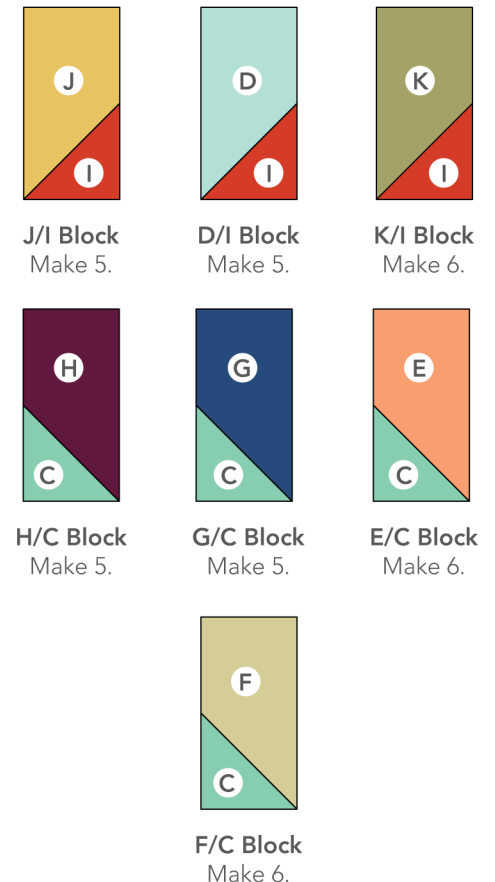 J
D
K
I
I
I
J/I Block
D/I Block
K/I Block
Make 5.
Make 5.
Make 6.
H
G
E
C
C
C
H/C Block
G/C Block
E/C Block
Make 5.
Make 5.
Make 6.
F
C
F/C Block
Make 6.